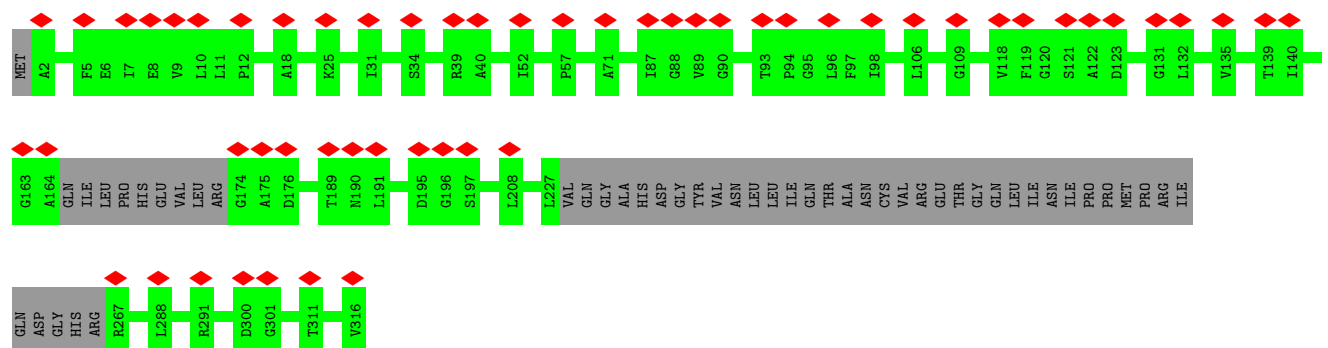 MET A2 F5 E6 I7 E8 V9 L10 L11 P12 A18 K25 I31 S34 R39 A40 I52 P57 A71 I87 G88 V89 G90 T93 P94 G95 L96 F97 I98 L106 G109 V118 F119 G120 S121 A122 D123 G131 L132 V135 T139 I140
G163 A164 GLN ILE LEU PRO HIS GLU VAL LEU ARG G174 A175 D176 T189 N190 L191 D195 G196 S197 L208 L227 VAL GLN GLY ALA HIS ASP GLY TYR VAL ASN LEU LEU ILE GLN THR ALA ASN CYS VAL ARG GLU THR GLY GLN LEU ILE ASN ILE PRO PRO MET PRO ARG ILE
GLN ASP GLY HIS ARG R267 L288 R291 D300 G301 T311 V316